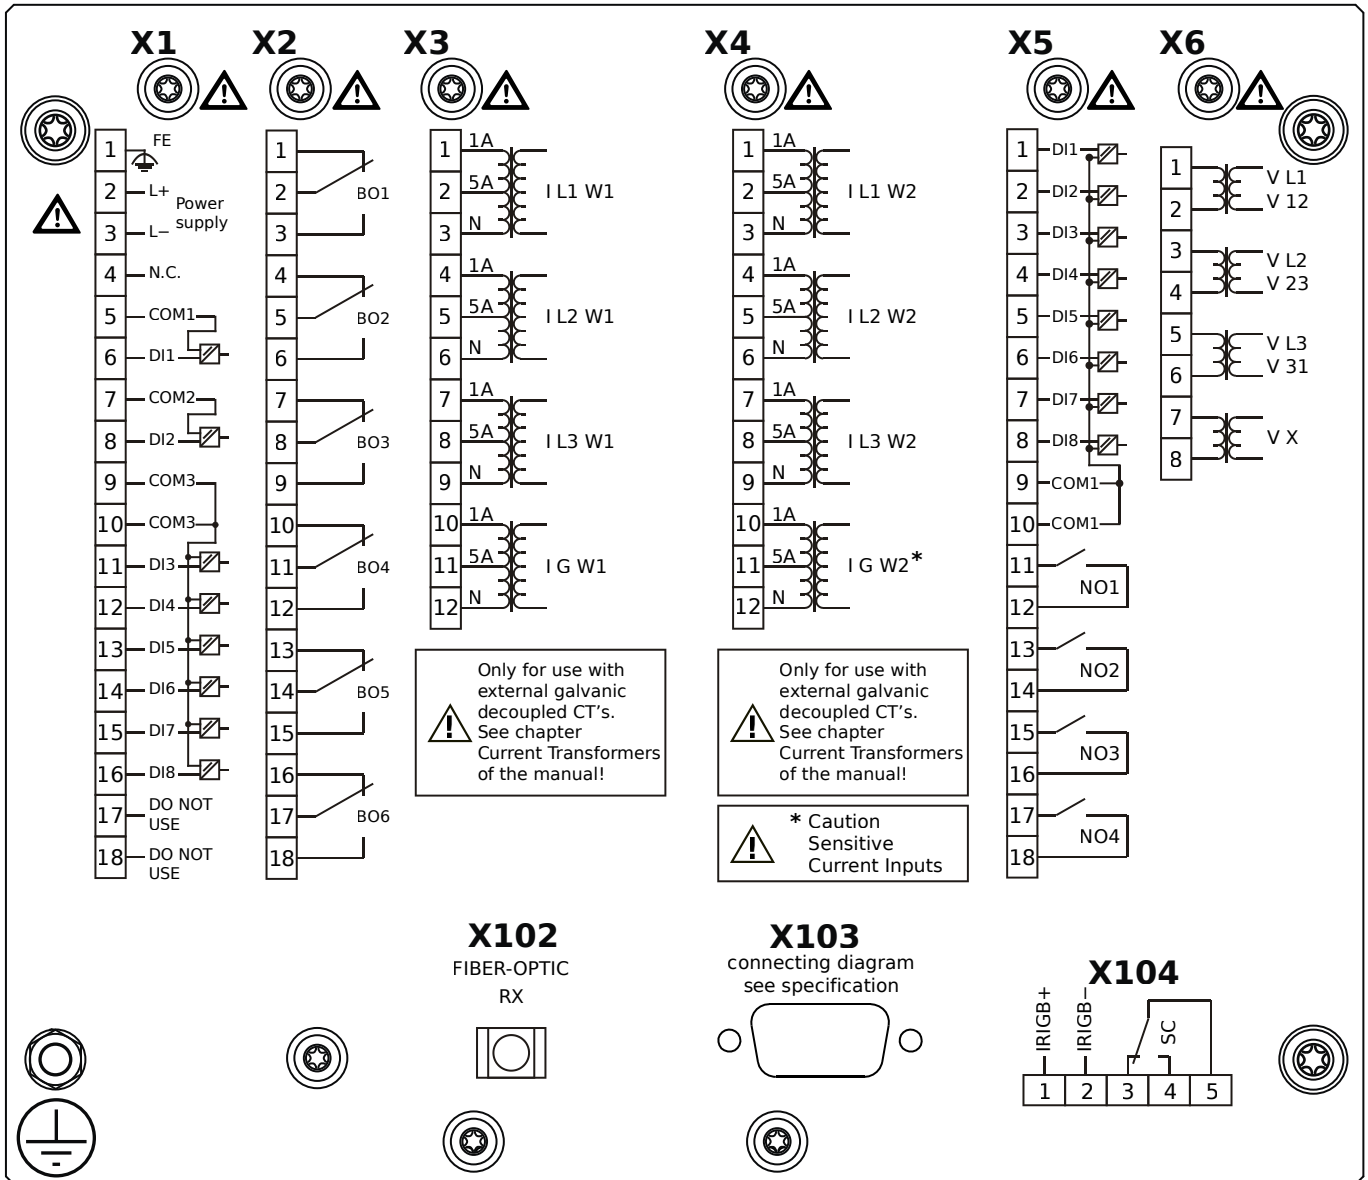 X1
1
FE
2
L+
Power
supply
3
L−
4
N.C.
5
COM1
6
DI1
7
COM2
8
DI2
9
COM3
10
COM3
11
DI3
12
DI4
13
DI5
14
DI6
15
DI7
16
DI8
17
DO NOT
USE
18
DO NOT
USE
X2
1
2
BO1
3
4
5
BO2
6
7
8
BO3
9
10
11
BO4
12
13
14
BO5
15
16
17
BO6
18
X3
1
1A
2
5A
I L1 W1
3
N
4
1A
5
5A
I L2 W1
6
N
7
1A
8
5A
I L3 W1
9
N
10
1A
11
5A
I G W1
12
N
Only for use with
external galvanic
decoupled CT's.
See chapter
Current Transformers
of the manual!
X4
1
1A
2
5A
I L1 W2
3
N
4
1A
5
5A
I L2 W2
6
N
7
1A
8
5A
I L3 W2
9
N
10
1A
11
5A
I G W2*
12
N
Only for use with
external galvanic
decoupled CT's.
See chapter
Current Transformers
of the manual!
* Caution
Sensitive
Current Inputs
X5
1
DI1
2
DI2
3
DI3
4
DI4
5
DI5
6
DI6
7
DI7
8
DI8
9
COM1
10
COM1
11
NO1
12
13
NO2
14
15
NO3
16
17
NO4
18
X6
1
V L1
V 12
2
3
V L2
V 23
4
5
V L3
V 31
6
7
V X
8
X102
FIBER-OPTIC
RX
X103
connecting diagram
see specification
X104
IRIGB+
IRIGB−
SC
1 2 3 4 5